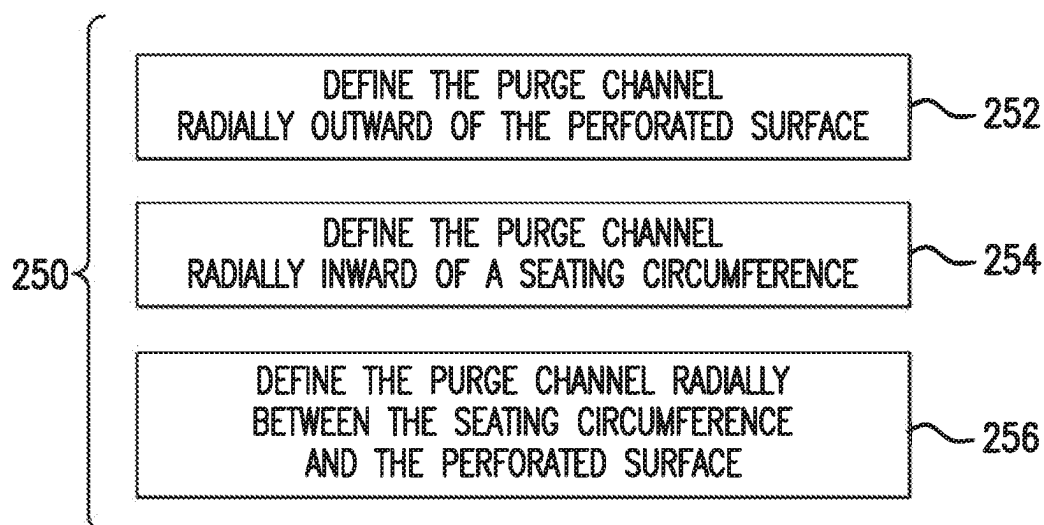 DEFINE THE PURGE CHANNEL
RADIALLY OUTWARD OF THE PERFORATED SURFACE
252
DEFINE THE PURGE CHANNEL
RADIALLY INWARD OF A SEATING CIRCUMFERENCE
254
250
DEFINE THE PURGE CHANNEL RADIALLY
BETWEEN THE SEATING CIRCUMFERENCE
AND THE PERFORATED SURFACE
256